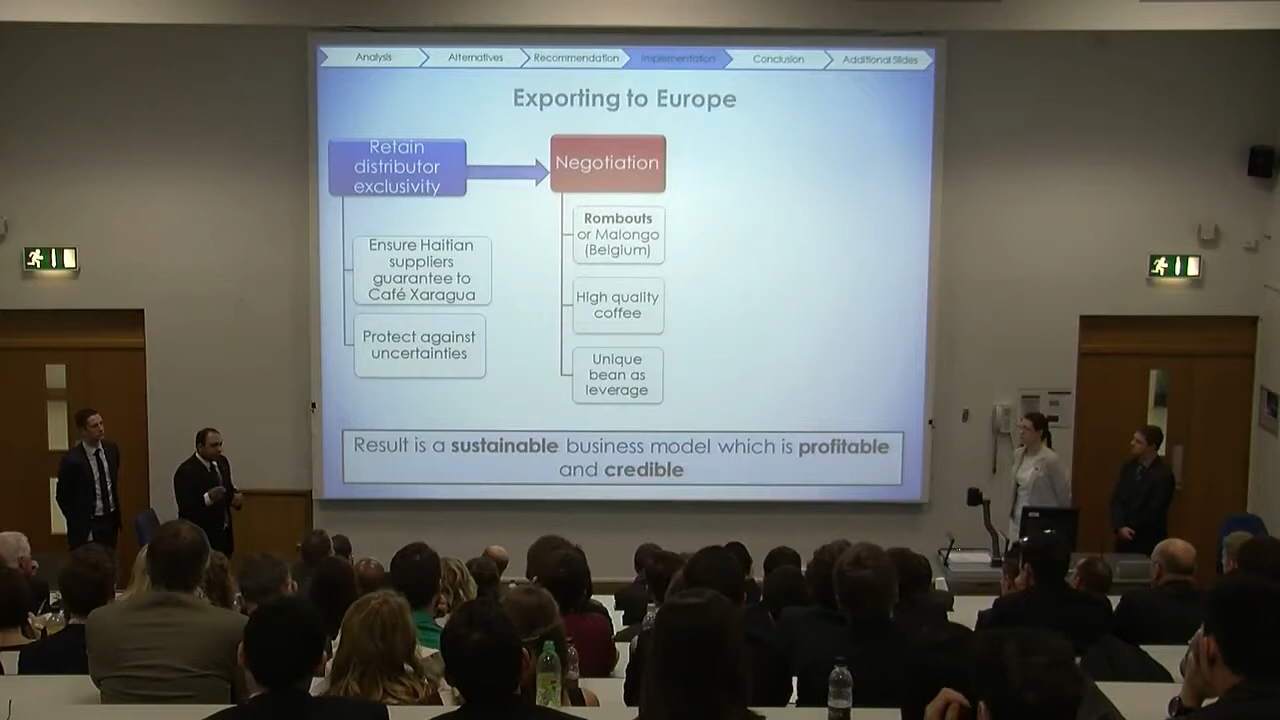 Analysis
Alternatives
Recommendation
Implementation
Conclusion
Additional Slides
Exporting to Europe
Retain
distributor
exclusivity
Negotiation
Ensure Haitian
suppliers
guarantee to
Café Xaragua
Protect against
uncertainties
Rombouts
or Malongo
(Belgium)
High quality
coffee
Unique
bean as
leverage
Result is a sustainable business model which is profitable
and credible